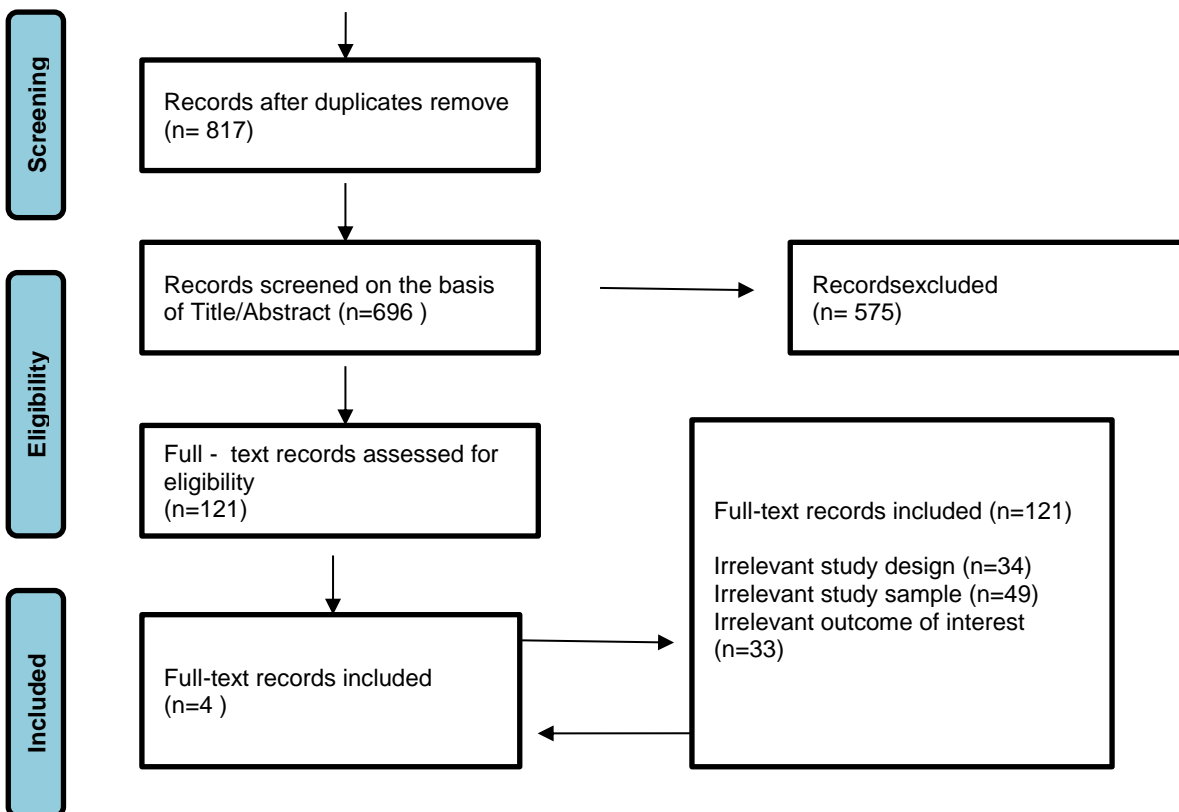 Screening
Records after duplicates remove
(n= 817)
Eligibility
Records screened on the basis
of Title/Abstract (n=696 )
Recordsexcluded
(n= 575)
Full -  text records assessed for
eligibility
(n=121)
Full-text records included (n=121)
Irrelevant study design (n=34)
Irrelevant study sample (n=49)
Irrelevant outcome of interest
(n=33)
Included
Full-text records included
(n=4 )